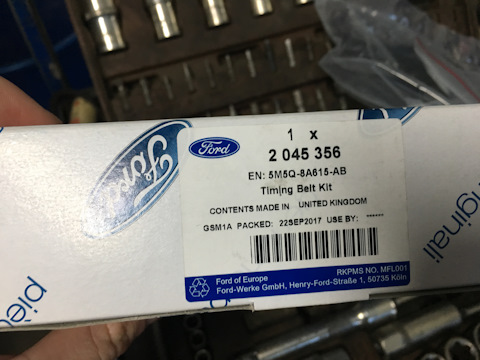 1 x
Ford
2 045 356
EN: 5M5Q-8A615-AB
Timing Belt Kit
CONTENTS MADE IN UNITED KINGDOM
GSM1A PACKED: 22SEP2017 USE BY: ------
Ford of Europe
Ford-Werke GmbH, Henry-Ford-Straße 1, 50735 Köln
RKPMS NO. MFL001
Ford